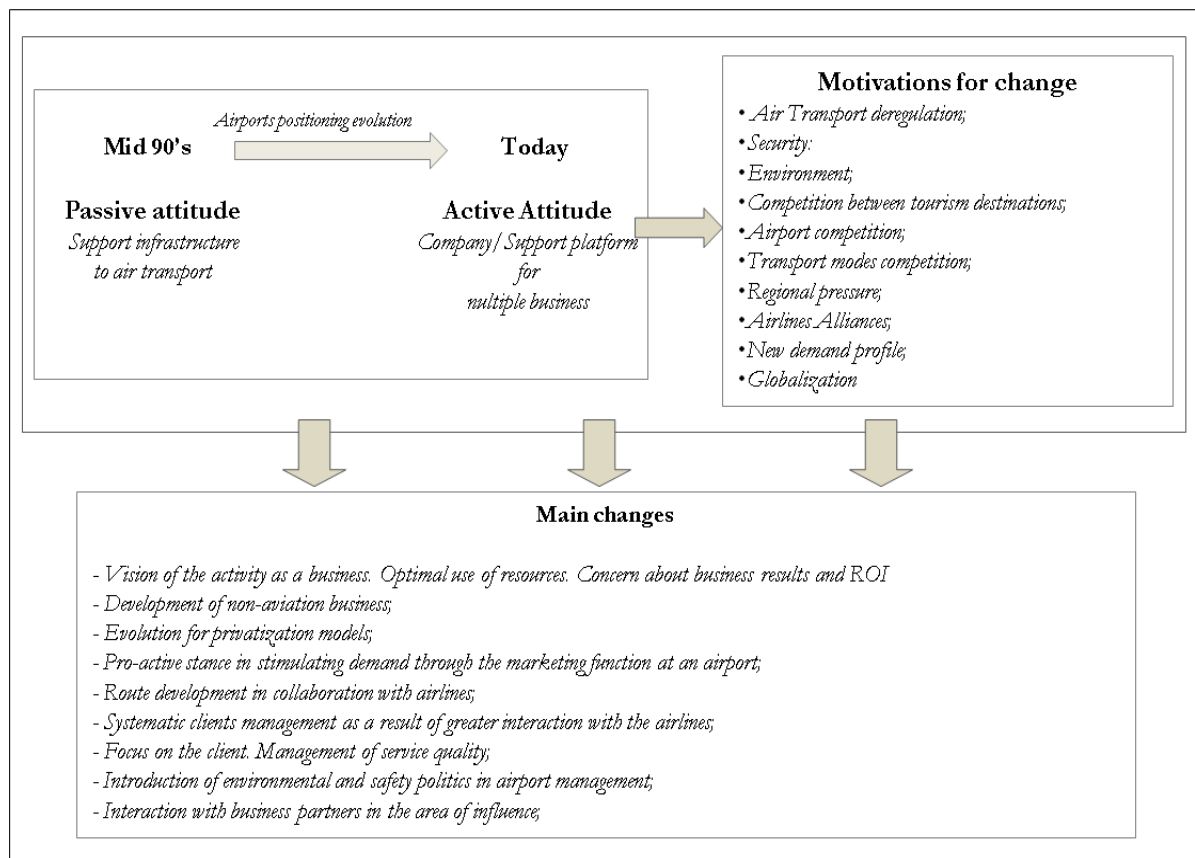 Airports positioning evolution
Mid 90's
Today
Passive attitude
Support infrastructure
to air transport
Active Attitude
Company/ Support platform
for
nultiple business
Motivations for change
• Air Transport deregulation;
• Security:
• Environment;
• Competition between tourism destinations;
• Airport competition;
• Transport modes competition;
• Regional pressure;
• Airlines Alliances;
• New demand profile;
• Globalization
Main changes
- Vision of the activity as a business. Optimal use of resources. Concern about business results and ROI
- Development of non-aviation business;
- Evolution for privatization models;
- Pro-active stance in stimulating demand through the marketing function at an airport;
- Route development in collaboration with airlines;
- Systematic clients management as a result of greater interaction with the airlines;
- Focus on the client. Management of service quality;
- Introduction of environmental and safety politics in airport management;
- Interaction with business partners in the area of influence;